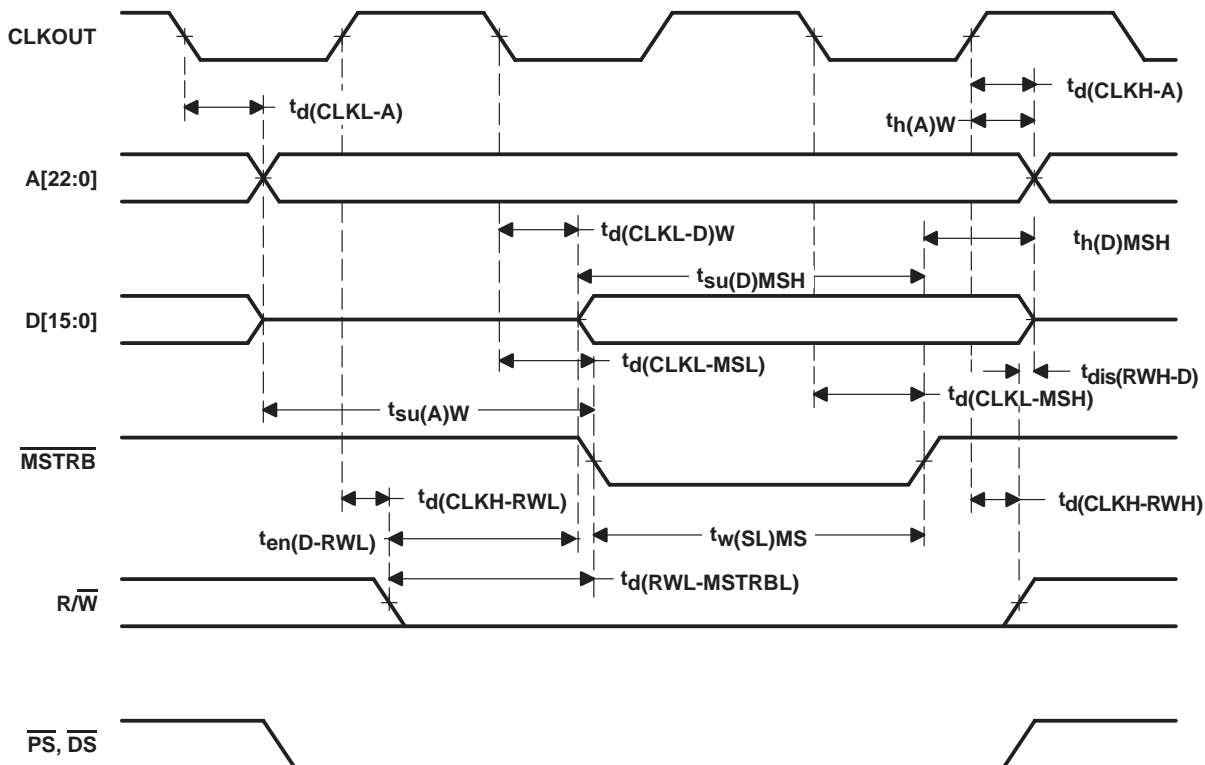 CLKOUT
td(CLKL-A)
td(CLKH-A)
th(A)W
A[22:0]
td(CLKL-D)W
th(D)MSH
tsu(D)MSH
D[15:0]
td(CLKL-MSL)
tdis(RWH-D)
td(CLKL-MSH)
tsu(A)W
MSTRB
td(CLKH-RWL)
td(CLKH-RWH)
ten(D-RWL)
tw(SL)MS
td(RWL-MSTRBL)
R/W
PS, DS